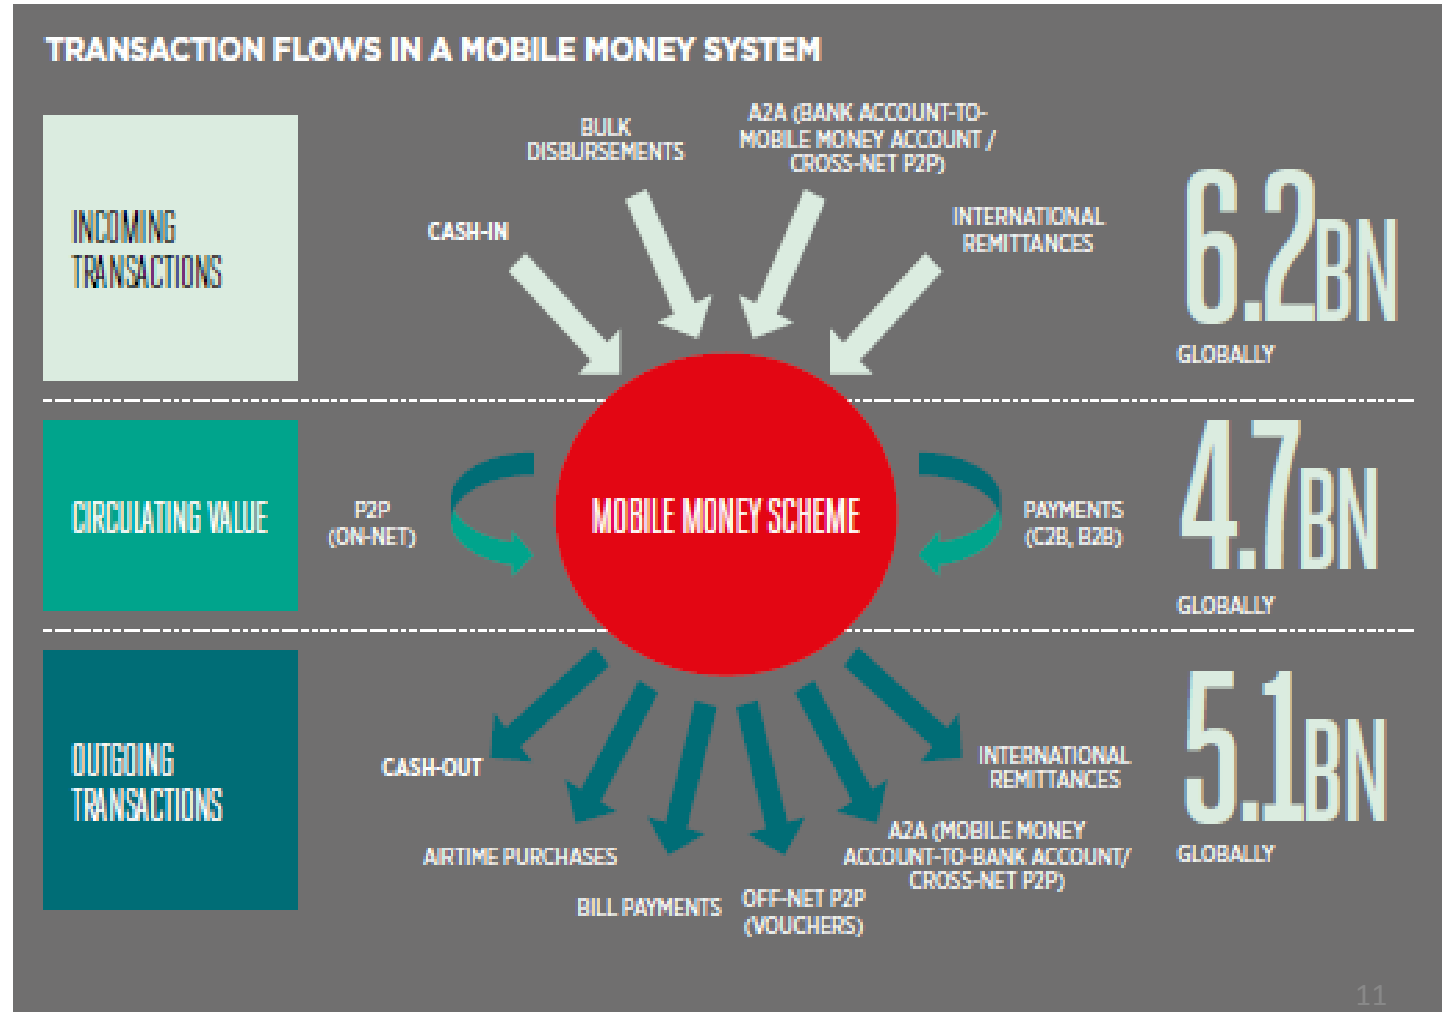 TRANSACTION FLOWS IN A MOBILE MONEY SYSTEM
INCOMING
TRANSACTIONS
CASH-IN
BULK
DISBURSEMENTS
A2A (BANK ACCOUNT-TO-
MOBILE MONEY ACCOUNT /
CROSS-NET P2P)
INTERNATIONAL
REMITTANCES
6.2BN
GLOBALLY
CIRCULATING VALUE
P2P
(ON-NET)
MOBILE MONEY SCHEME
PAYMENTS
(C2B, B2B)
4.7BN
GLOBALLY
OUTGOING
TRANSACTIONS
CASH-OUT
AIRTIME PURCHASES
BILL PAYMENTS
OFF-NET P2P
(VOUCHERS)
A2A (MOBILE MONEY
ACCOUNT-TO-BANK ACCOUNT/
CROSS-NET P2P)
INTERNATIONAL
REMITTANCES
5.1BN
GLOBALLY
11